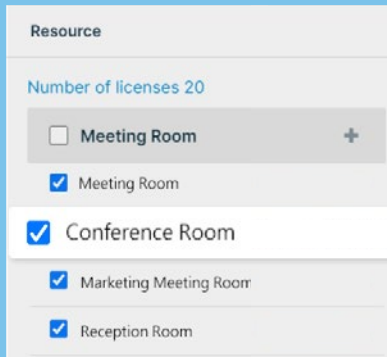 Resource
Number of licenses 20
Meeting Room
Meeting Room
Conference Room
Marketing Meeting Room
Reception Room